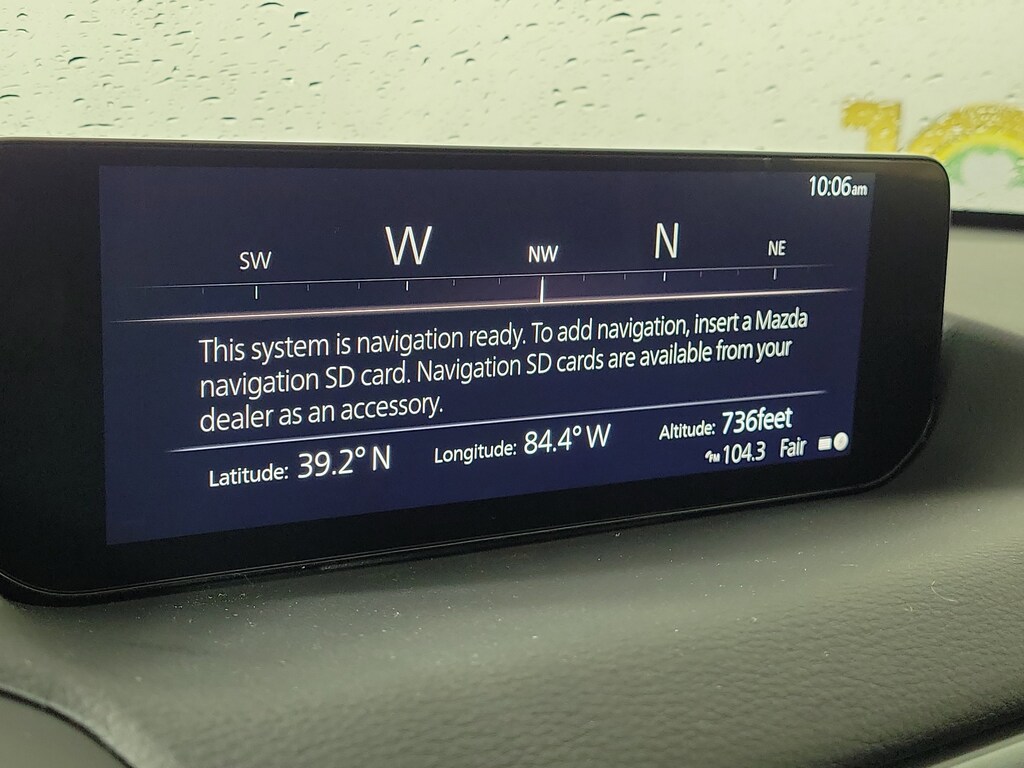 10:06am
SW W NW N NE
This system is navigation ready. To add navigation, insert a Mazda
navigation SD card. Navigation SD cards are available from your
dealer as an accessory.
Latitude: 39.2° N Longitude: 84.4° W Altitude: 736feet
FM 104.3 Fair